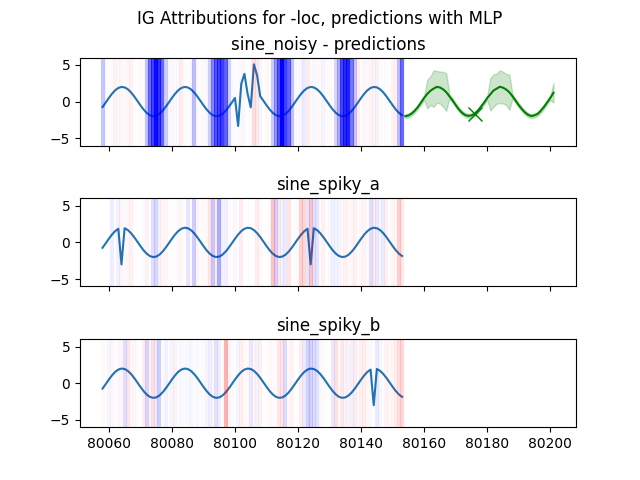 IG Attributions for -loc, predictions with MLP
sine_noisy - predictions
5
0
−5
sine_spiky_a
5
0
−5
sine_spiky_b
5
0
−5
80060 80080 80100 80120 80140 80160 80180 80200